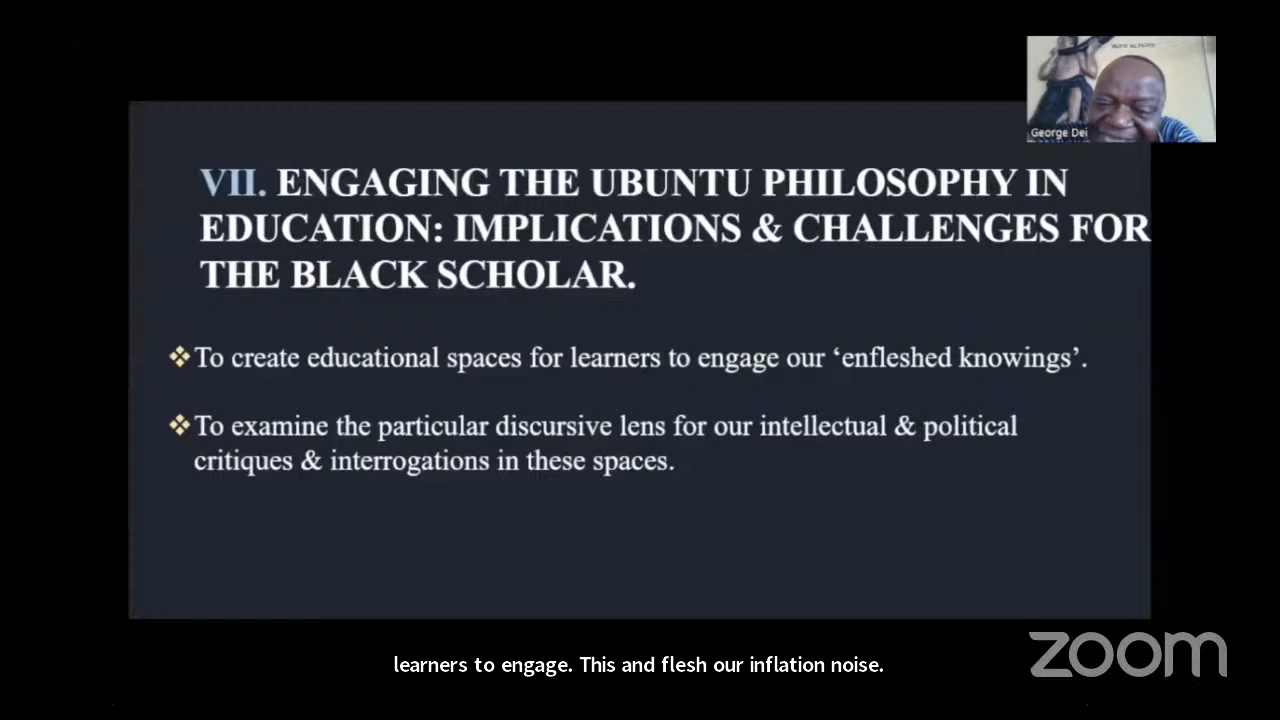 George Dei
VII. ENGAGING THE UBUNTU PHILOSOPHY IN
EDUCATION: IMPLICATIONS & CHALLENGES FOR
THE BLACK SCHOLAR.
❖To create educational spaces for learners to engage our ‘enfleshed knowings’.
❖To examine the particular discursive lens for our intellectual & political
critiques & interrogations in these spaces.
learners to engage. This and flesh our inflation noise.
zoom